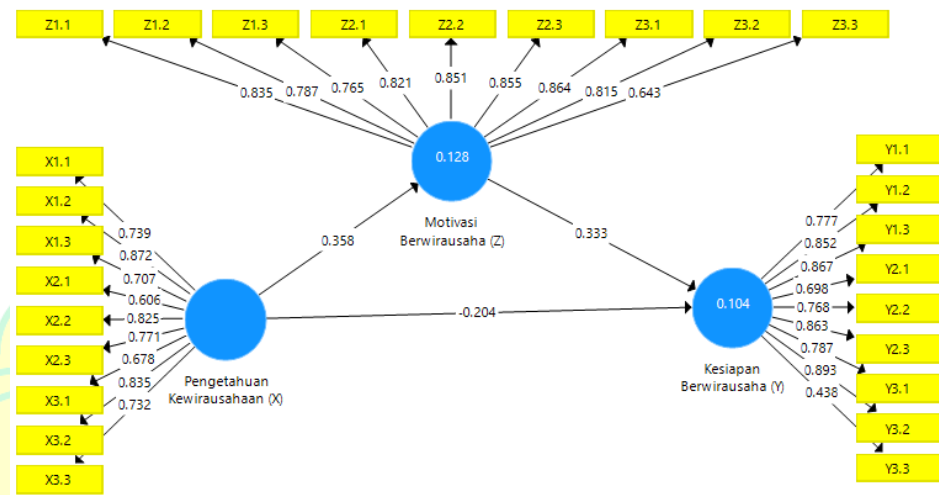 Z1.1
Z1.2
Z1.3
Z2.1
Z2.2
Z2.3
Z3.1
Z3.2
Z3.3
0.835
0.787
0.765
0.821
0.851
0.855
0.864
0.815
0.643
0.128
Motivasi
Berwirausaha (Z)
X1.1
X1.2
X1.3
X2.1
X2.2
X2.3
X3.1
X3.2
X3.3
0.739
0.872
0.707
0.606
0.825
0.771
0.678
0.835
0.732
Pengetahuan
Kewirausahaan (X)
0.358
0.333
-0.204
0.104
Kesiapan
Berwirausaha (Y)
0.777
0.852
0.867
0.698
0.768
0.863
0.787
0.893
0.438
Y1.1
Y1.2
Y1.3
Y2.1
Y2.2
Y2.3
Y3.1
Y3.2
Y3.3